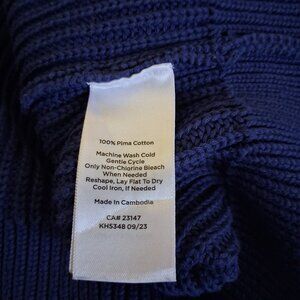 100% Pima Cotton
Machine Wash Cold
Gentle Cycle
Only Non-Chlorine Bleach
When Needed
Reshape, Lay Flat To Dry
Cool Iron, If Needed
Made In Cambodia
CA# 23147
KH5348 09/23